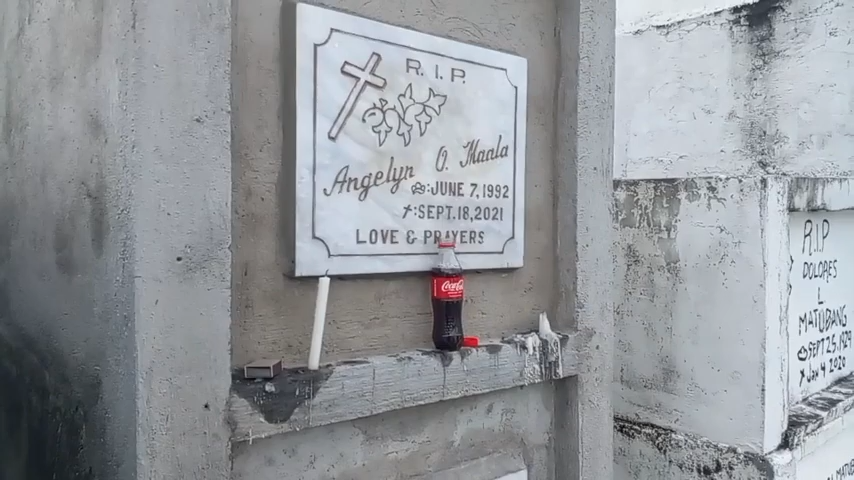 R.I.P.
Angelyn O. Maala
:JUNE 7,1992
✝:SEPT.18,2021
LOVE & PRAYERS
Coca-Cola
R.I.P
DOLORES
L
MATUBANG
SEPT 25,1929
JAN 4 2020